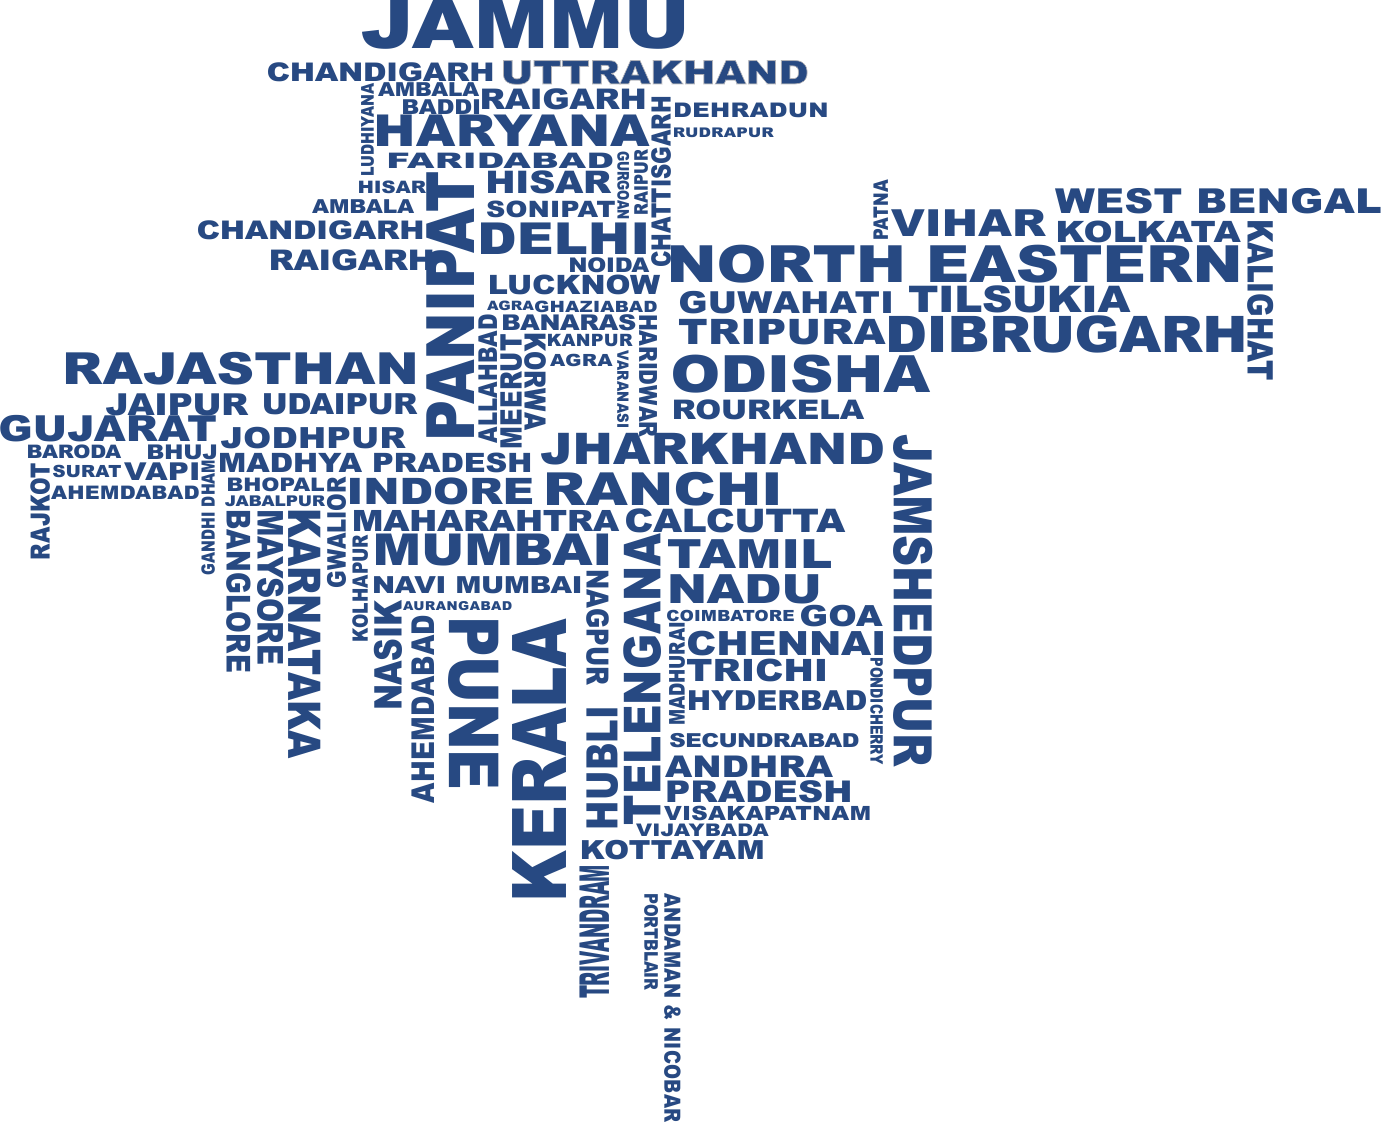 JAMMU
CHANDIGARH UTTRAKHAND
AMBALA
BADDI
RAIGARH
LUDHIYANA
DEHRADUN
HARYANA
RUDRAPUR
CHATTISGARH
FARIDABAD
GURGOAN
RAIPUR
HISAR
PANIPAT
HISAR
AMBALA
SONIPAT
CHANDIGARH
DELHI
RAIGARH
NOIDA
PATNA
VIHAR
WEST BENGAL
KOLKATA
KALIGHAT
NORTH EASTERN
LUCKNOW
GUWAHATI
TILSUKIA
AGRA
GHAZIABAD
BANARAS
HARIDWAR
TRIPURA
DIBRUGARH
ALLAHBAD
MEERUT
KORWA
KANPUR
AGRA
VARANASI
RAJASTHAN
ODISHA
JAIPUR
UDAIPUR
ROURKELA
GUJARAT
JODHPUR
JHARKHAND
JAMSHEDPUR
BARODA
BHUJ
MADHYA PRADESH
SURAT
VAPI
GANDHI DHAM
RAJKOT
AHEMDABAD
BHOPAL
JABALPUR
GWALIOR
INDORE
RANCHI
BANGLORE
MAYSORE
KARNATAKA
MAHARAHTRA
CALCUTTA
KOLHAPUR
MUMBAI
TELENGANA
TAMIL
NADU
NAVI MUMBAI
NAGPUR
NASIK
AURANGABAD
COIMBATORE
GOA
AHEMDABAD
PUNE
KERALA
MADHURAI
CHENNAI
TRICHI
PONDICHERRY
HYDERBAD
HUBLI
SECUNDRABAD
ANDHRA
PRADESH
VISAKAPATNAM
VIJAYBADA
KOTTAYAM
TRIVANDRAM
PORTBLAIR
ANDAMAN & NICOBAR